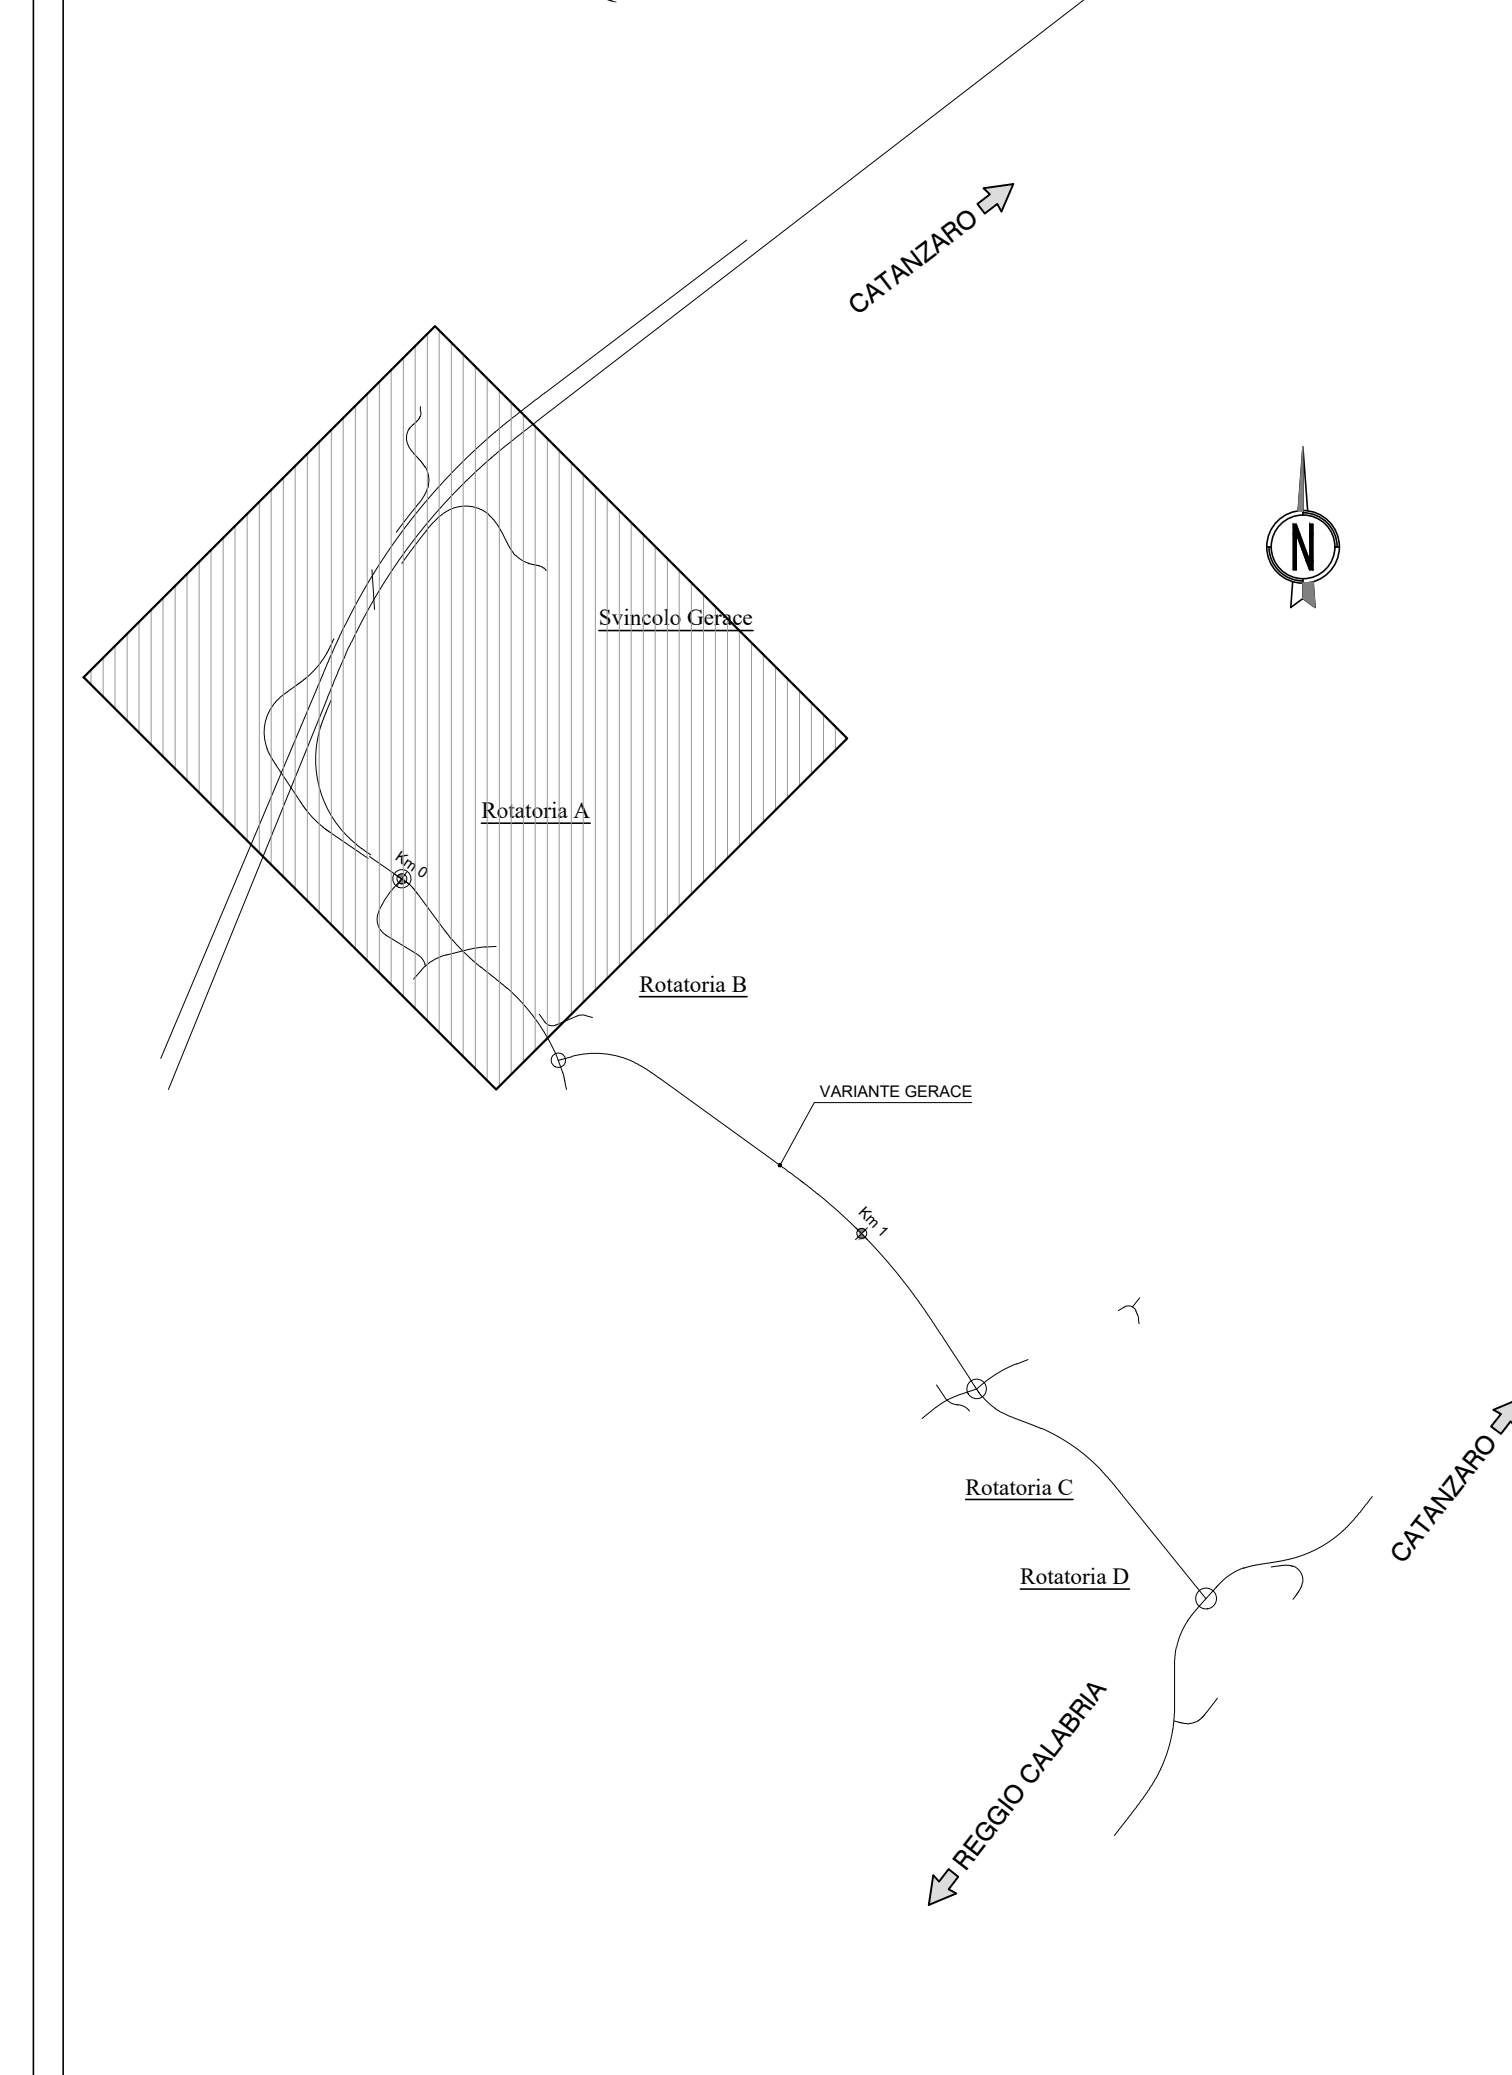 CATANZARO
N
Svincolo Gerace
Rotatoria A
Km 0
Rotatoria B
VARIANTE GERACE
Km 1
Rotatoria C
CATANZARO
Rotatoria D
REGGIO CALABRIA